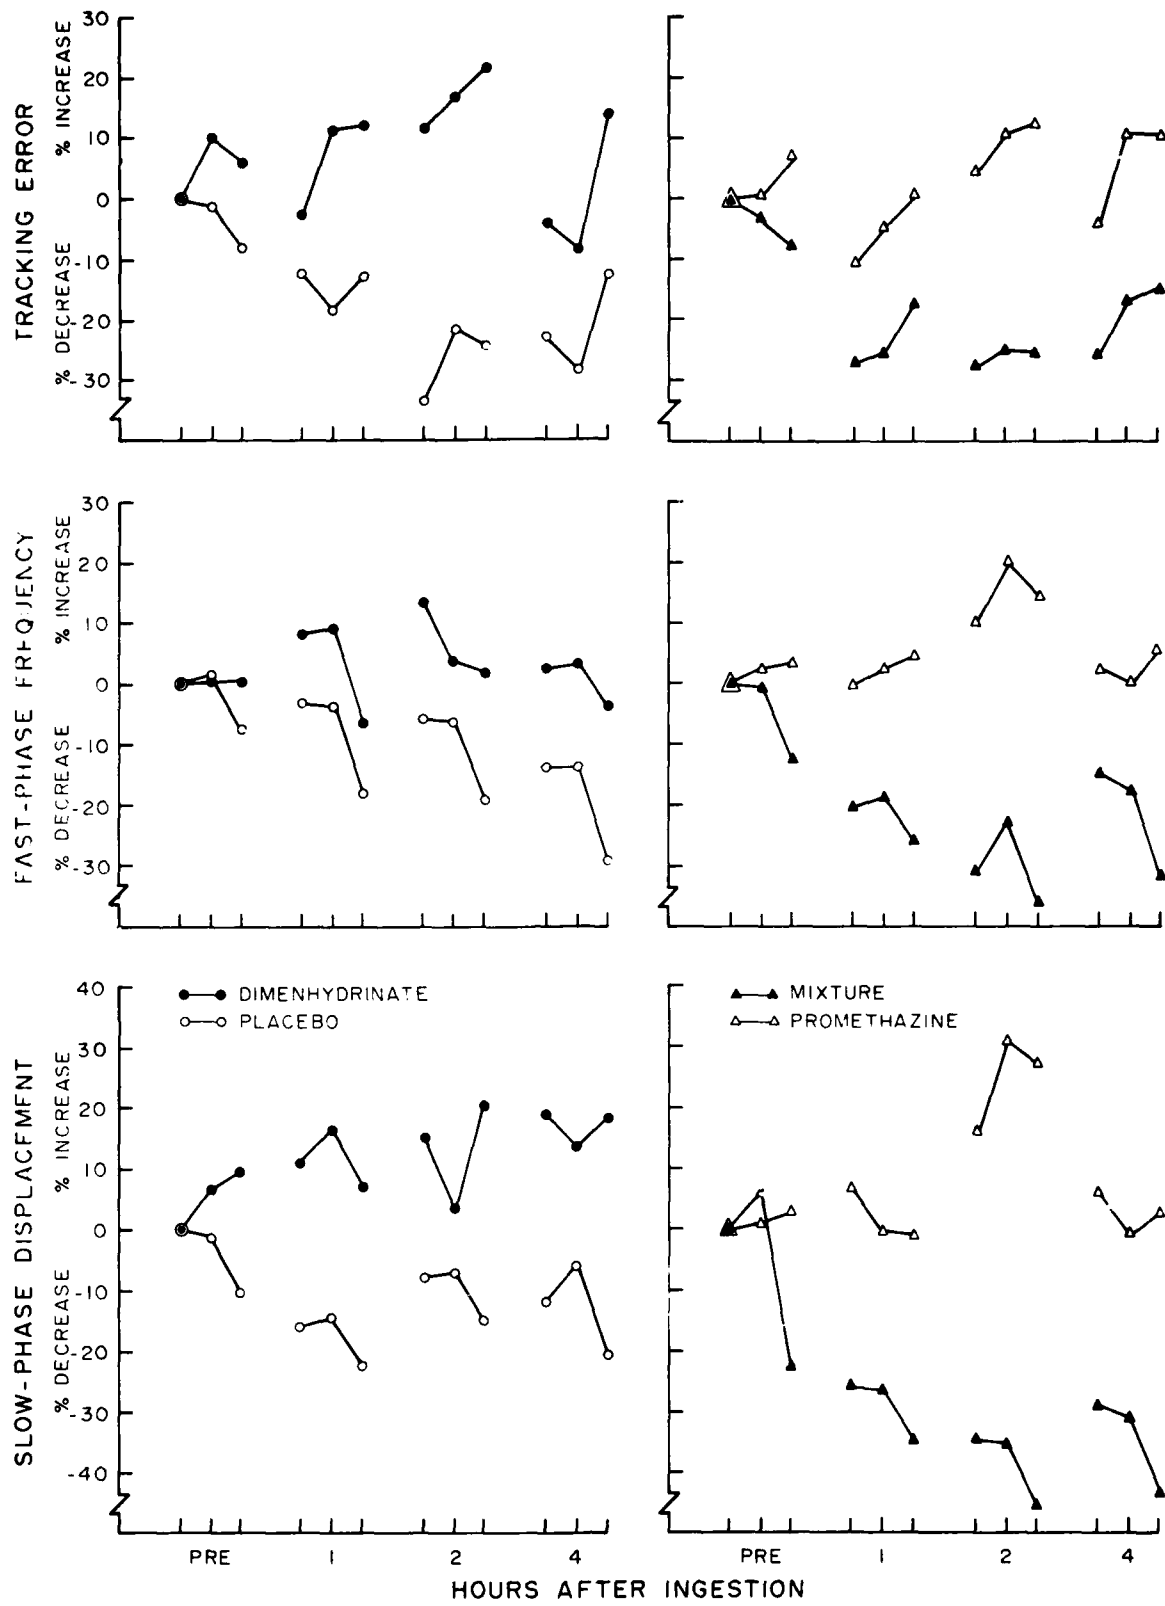 TRACKING ERROR
% DECREASE % INCREASE
30
20
10
0
-10
-20
-30
FAST-PHASE FREQUENCY
% DECREASE % INCREASE
30
20
10
0
-10
-20
-30
SLOW-PHASE DISPLACEMENT
% DECREASE % INCREASE
40
30
20
10
0
-10
-20
-30
-40
DIMENHYDRINATE
PLACEBO
MIXTURE
PROMETHAZINE
PRE 1 2 4
PRE 1 2 4
HOURS AFTER INGESTION